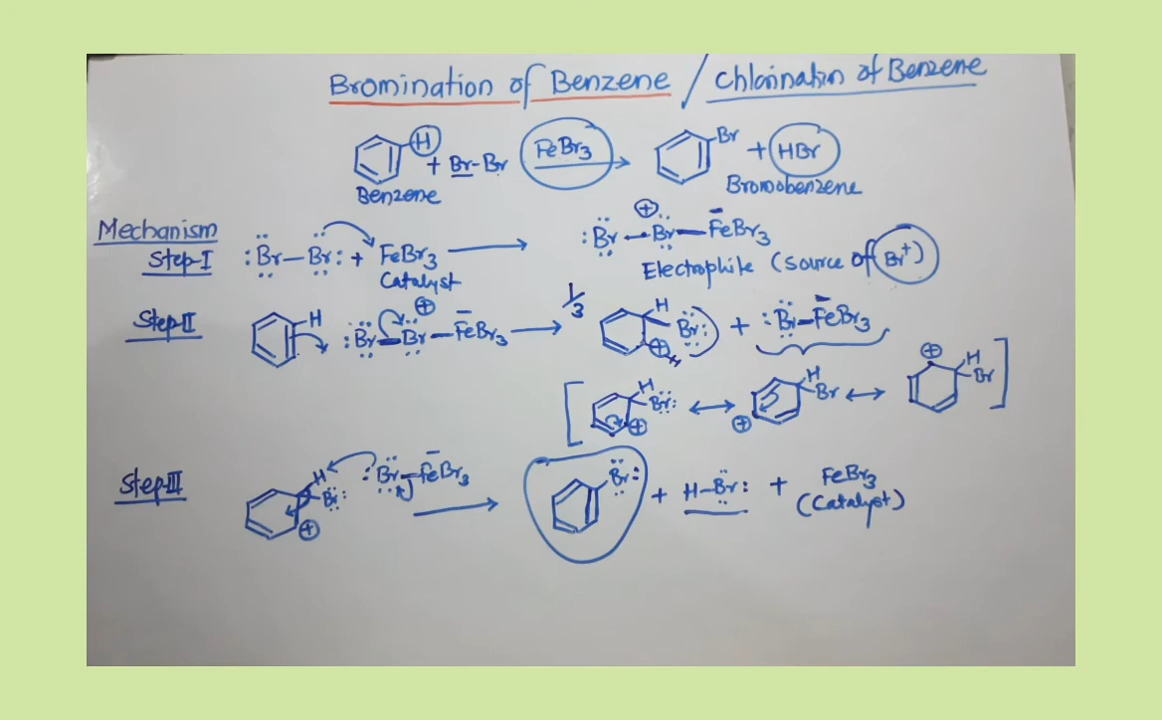 Bromination of Benzene / Chlorination of Benzene
H + Br-Br FeBr3 Br + HBr
Benzene Bromobenzene
Mechanism
Step-I :Br-Br: + FeBr3 :Br-Br-FeBr3
Catalyst Electrophile (Source of Br+)
Step-II H :Br-Br-FeBr3 1/3 H Br: + :Br-FeBr3
H
[ H Br: ↔ H Br ↔ H Br ]
Step-III H Br: :Br-FeBr3 Br: + H-Br: + FeBr3
(Catalyst)